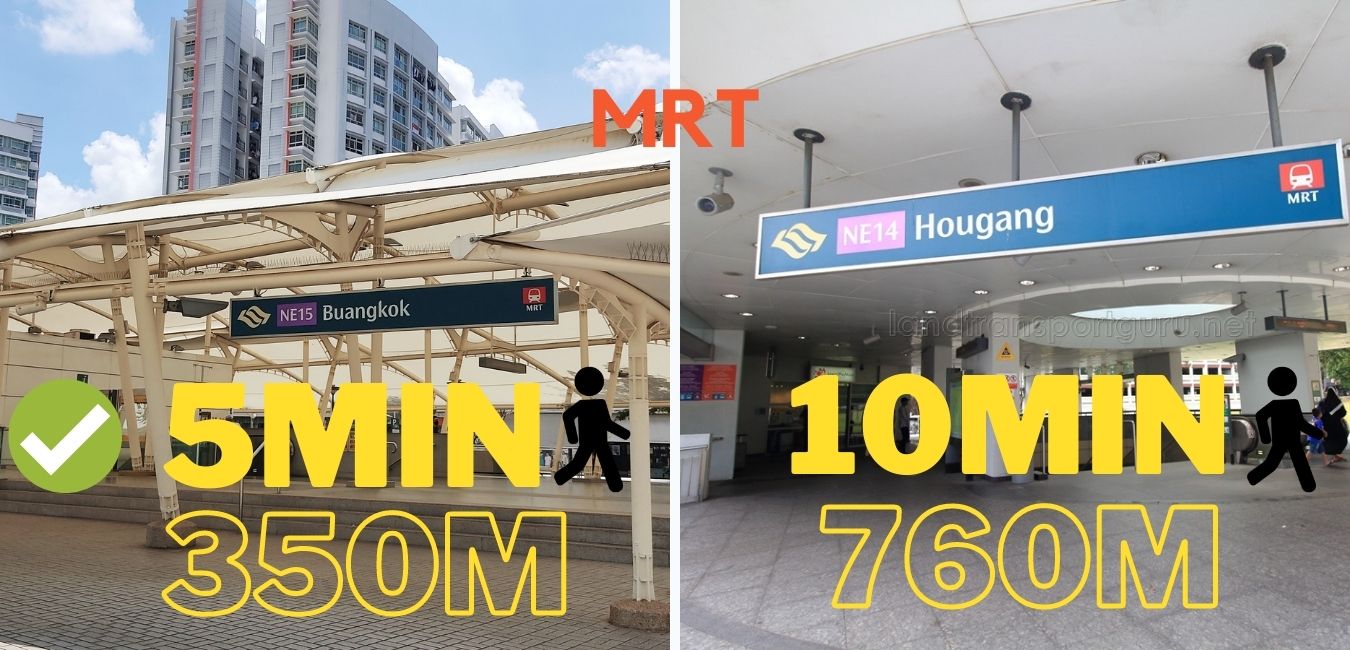 MRT
NE15 Buangkok
MRT
5MIN
350M
NE14 Hougang
MRT
landtransportguru.net
10MIN
760M